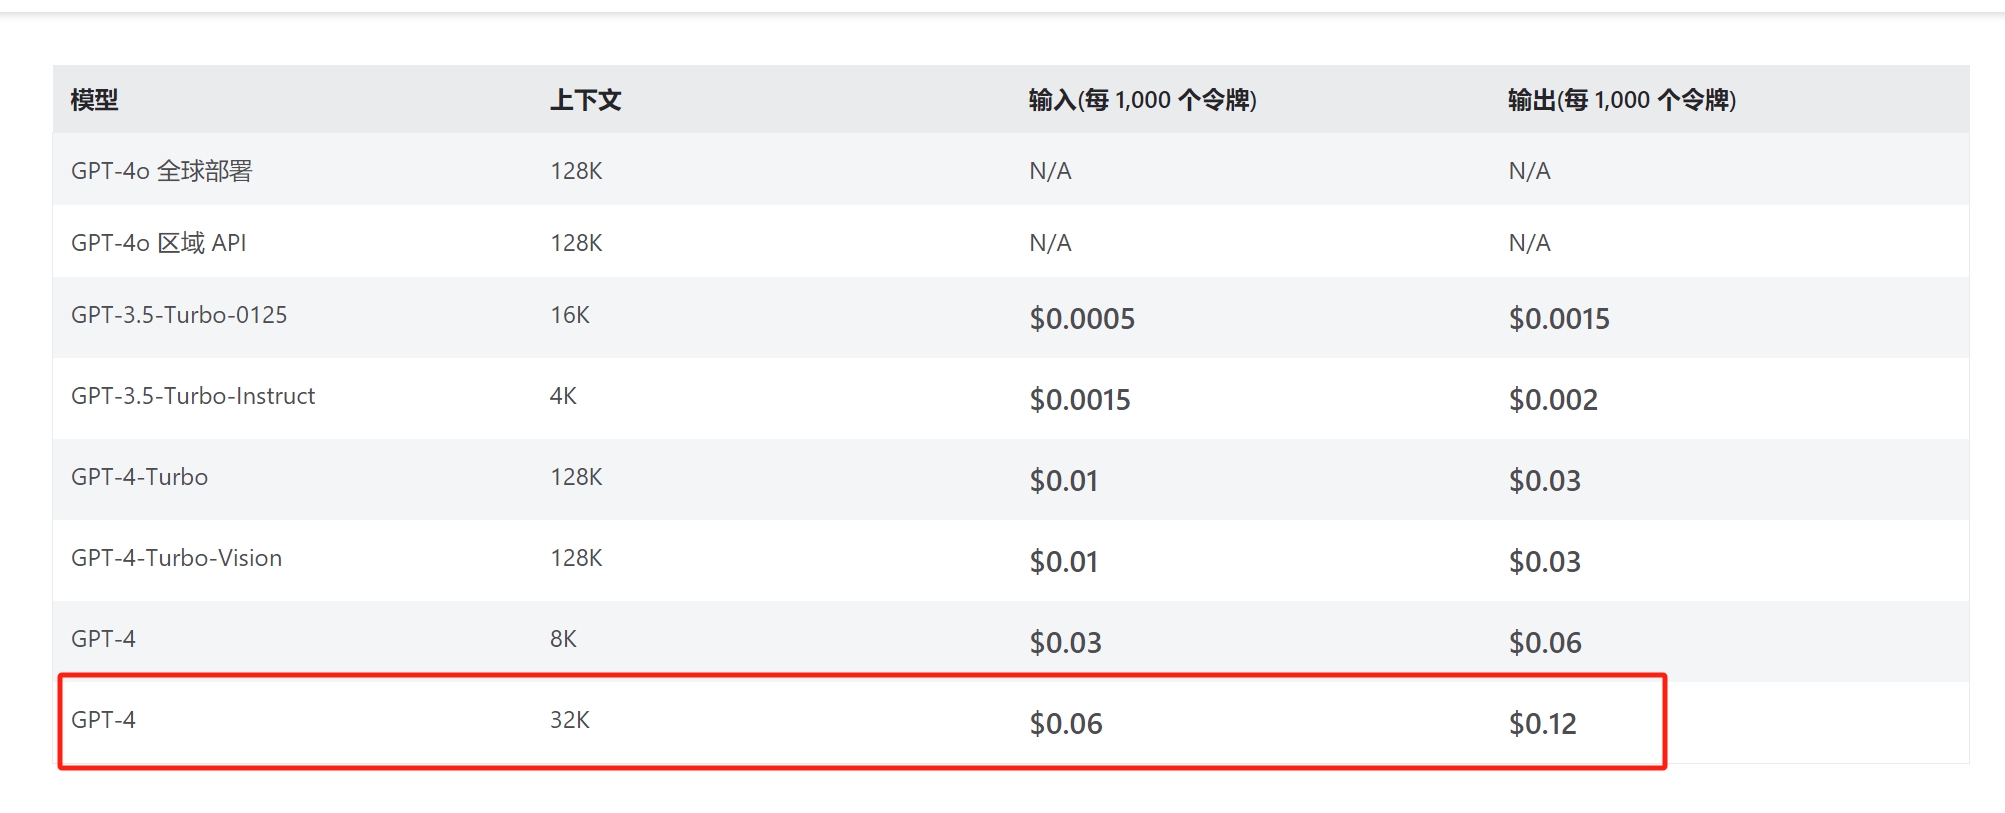 模型 上下文 输入(每 1,000 个令牌) 输出(每 1,000 个令牌)
GPT-4o 全球部署 128K N/A N/A
GPT-4o 区域 API 128K N/A N/A
GPT-3.5-Turbo-0125 16K $0.0005 $0.0015
GPT-3.5-Turbo-Instruct 4K $0.0015 $0.002
GPT-4-Turbo 128K $0.01 $0.03
GPT-4-Turbo-Vision 128K $0.01 $0.03
GPT-4 8K $0.03 $0.06
GPT-4 32K $0.06 $0.12